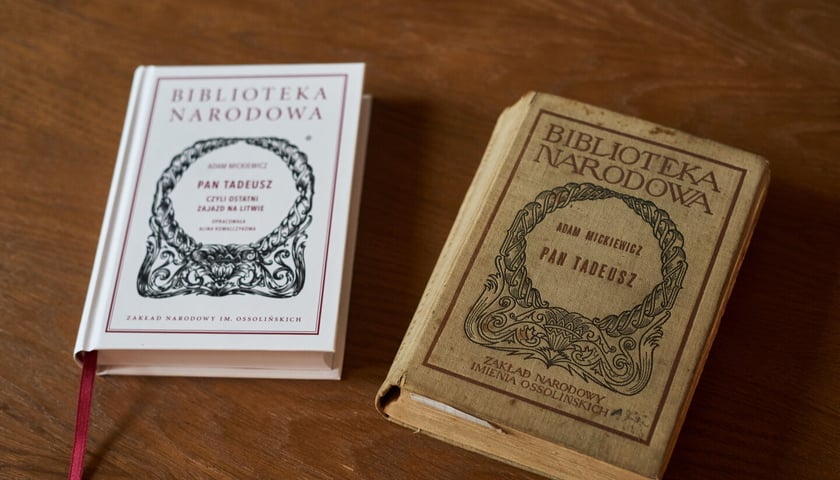 BIBLIOTEKA
NARODOWA
ADAM MICKIEWICZ
PAN TADEUSZ
CZYLI OSTATNI
ZAJAZD NA LITWIE
OPRACOWAŁA
ALINA KOWALCZYKOWA
ZAKŁAD NARODOWY IM. OSSOLIŃSKICH
BIBLIOTEKA
NARODOWA
ADAM MICKIEWICZ
PAN TADEUSZ
ZAKŁAD NARODOWY
IMIENIA OSSOLIŃSKICH